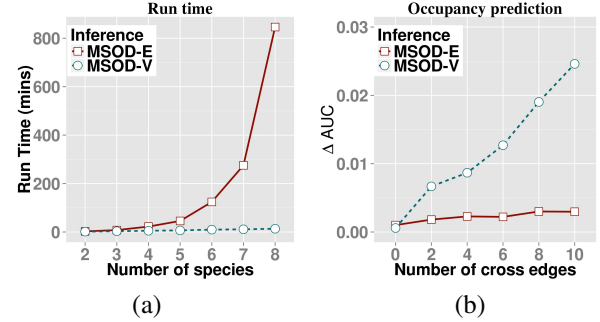 Run time
Inference
MSOD-E
MSOD-V
Run Time (mins)
800
600
400
200
0
2 3 4 5 6 7 8
Number of species
(a)
Occupancy prediction
Inference
MSOD-E
MSOD-V
Δ AUC
0.03
0.02
0.01
0.00
0 2 4 6 8 10
Number of cross edges
(b)